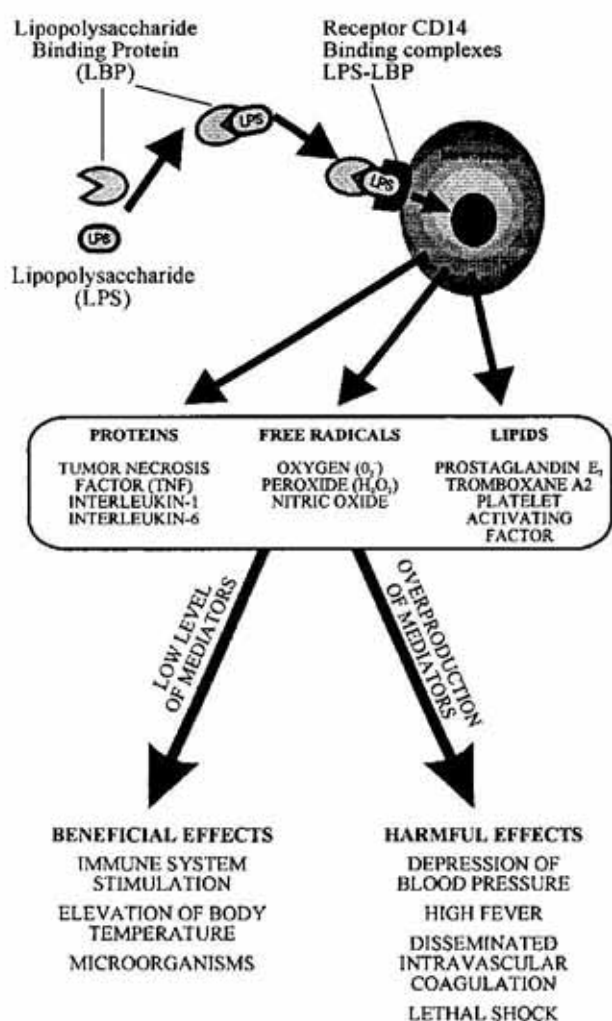 Lipopolysaccharide
Binding Protein
(LBP)
Receptor CD14
Binding complexes
LPS-LBP
LPS
LPS
LPS
Lipopolysaccharide
(LPS)
PROTEINS
TUMOR NECROSIS
FACTOR (TNF)
INTERLEUKIN-1
INTERLEUKIN-6
FREE RADICALS
OXYGEN (0₂⁻)
PEROXIDE (H₂O₂)
NITRIC OXIDE
LIPIDS
PROSTAGLANDIN E₂
TROMBOXANE A2
PLATELET
ACTIVATING
FACTOR
LOW LEVEL
OF MEDIATORS
OVERPRODUCTION
OF MEDIATORS
BENEFICIAL EFFECTS
IMMUNE SYSTEM
STIMULATION
ELEVATION OF BODY
TEMPERATURE
MICROORGANISMS
HARMFUL EFFECTS
DEPRESSION OF
BLOOD PRESSURE
HIGH FEVER
DISSEMINATED
INTRAVASCULAR
COAGULATION
LETHAL SHOCK